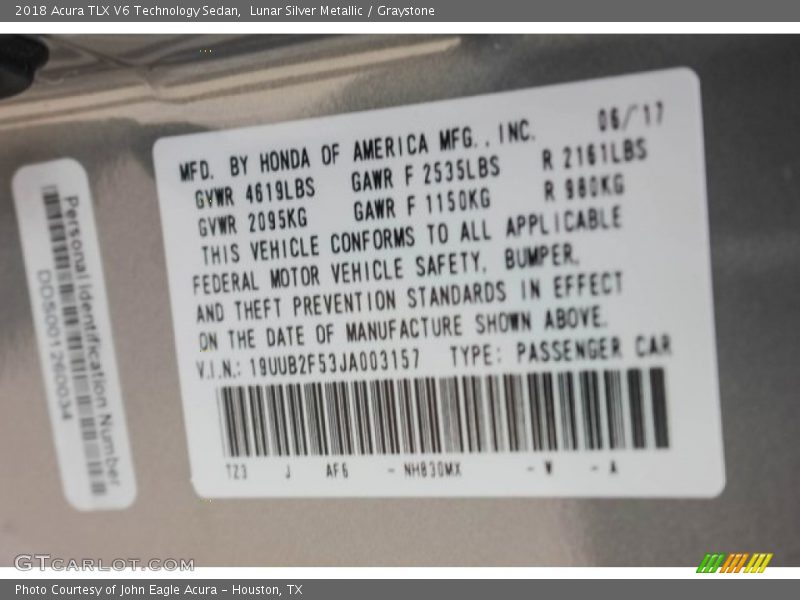 2018 Acura TLX V6 Technology Sedan,  Lunar Silver Metallic / Graystone
06/17
MFD. BY HONDA OF AMERICA MFG., INC.
GVWR 4619LBS GAWR F 2535LBS R 2161LBS
GVWR 2095KG GAWR F 1150KG R 980KG
THIS VEHICLE CONFORMS TO ALL APPLICABLE
FEDERAL MOTOR VEHICLE SAFETY, BUMPER,
AND THEFT PREVENTION STANDARDS IN EFFECT
ON THE DATE OF MANUFACTURE SHOWN ABOVE.
V.I.N.: 19UUB2F53JA003157 TYPE: PASSENGER CAR
TZ3 J AF6 - NH830MX - W - A
Personal Identification Number
DDS001260034
GTCARLOT.COM
Photo Courtesy of John Eagle Acura - Houston, TX